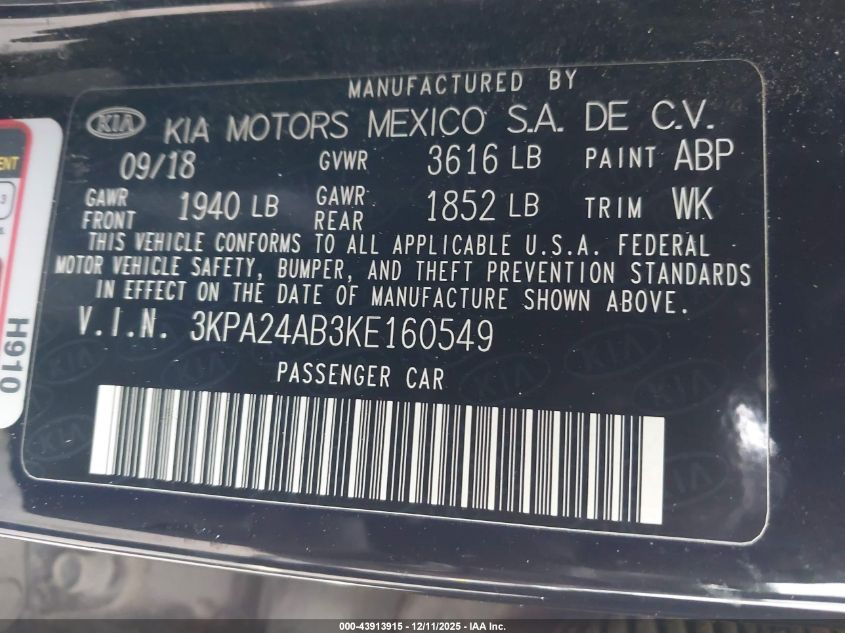 MANUFACTURED BY
KIA KIA MOTORS MEXICO S.A. DE C.V.
09/18 GVWR 3616 LB PAINT ABP
GAWR FRONT 1940 LB GAWR REAR 1852 LB TRIM WK
THIS VEHICLE CONFORMS TO ALL APPLICABLE U.S.A. FEDERAL
MOTOR VEHICLE SAFETY, BUMPER, AND THEFT PREVENTION STANDARDS
IN EFFECT ON THE DATE OF MANUFACTURE SHOWN ABOVE.
V.I.N. 3KPA24AB3KE160549
PASSENGER CAR
H910
000-43913915 - 12/11/2025 - IAA Inc.